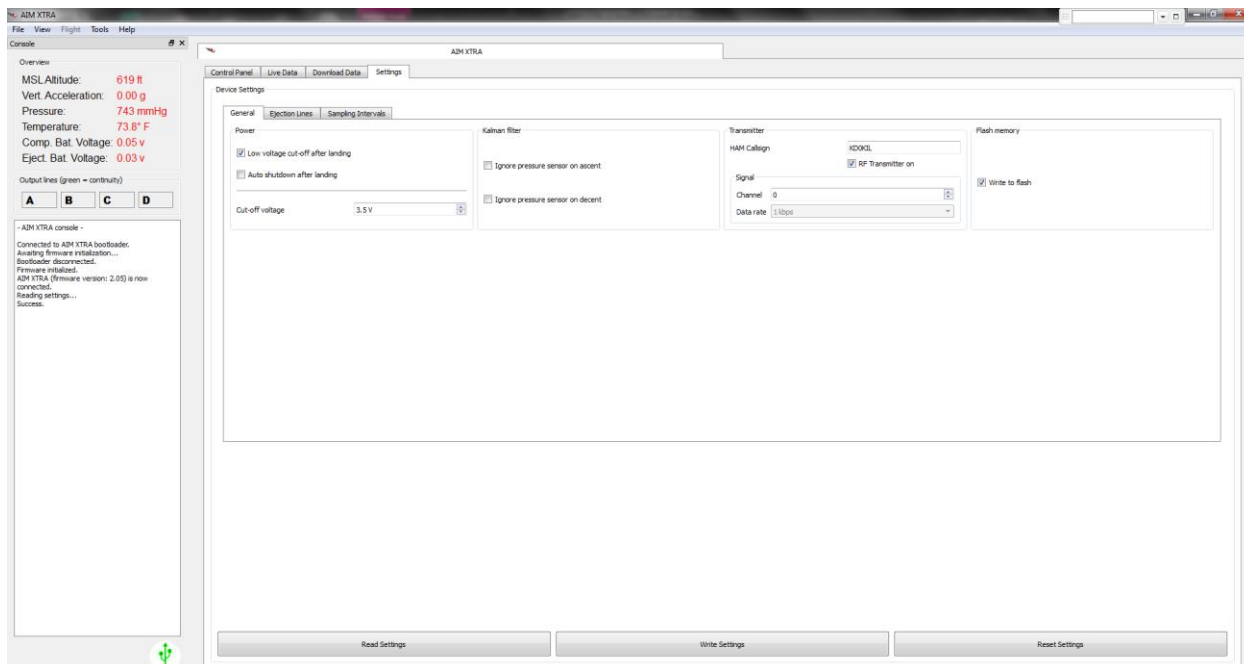 AIM XTRA
File View Flight Tools Help
Console
Overview
MSL Altitude: 619 ft
Vert. Acceleration: 0.00 g
Pressure: 743 mmHg
Temperature: 73.8° F
Comp. Bat. Voltage: 0.05 v
Eject. Bat. Voltage: 0.03 v
Output lines (green = continuity)
A B C D
- AIM XTRA console -
Connected to AIM XTRA bootloader.
Awaiting firmware initialization...
Bootloader disconnected.
Firmware initialized.
AIM XTRA (firmware version: 2.05) is now
connected.
Reading settings...
Success.
AIM XTRA
Control Panel Live Data Download Data Settings
Device Settings
General Ejection Lines Sampling Intervals
Power
Low voltage cut-off after landing
Auto shutdown after landing
Cut-off voltage 3.5 V
Kalman filter
Ignore pressure sensor on ascent
Ignore pressure sensor on decent
Transmitter
HAM Callsign KD0KIL
RF Transmitter on
Signal
Channel 0
Data rate 1 kbps
Flash memory
Write to flash
Read Settings Write Settings Reset Settings